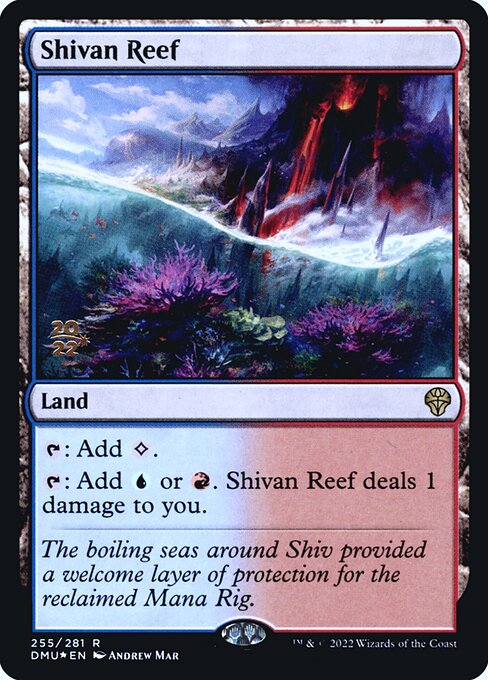 Shivan Reef
20
22
Land
: Add .
: Add or . Shivan Reef deals 1
damage to you.
The boiling seas around Shiv provided
a welcome layer of protection for the
reclaimed Mana Rig.
255/281 R
DMU★EN Andrew Mar
™ & © 2022 Wizards of the Coast